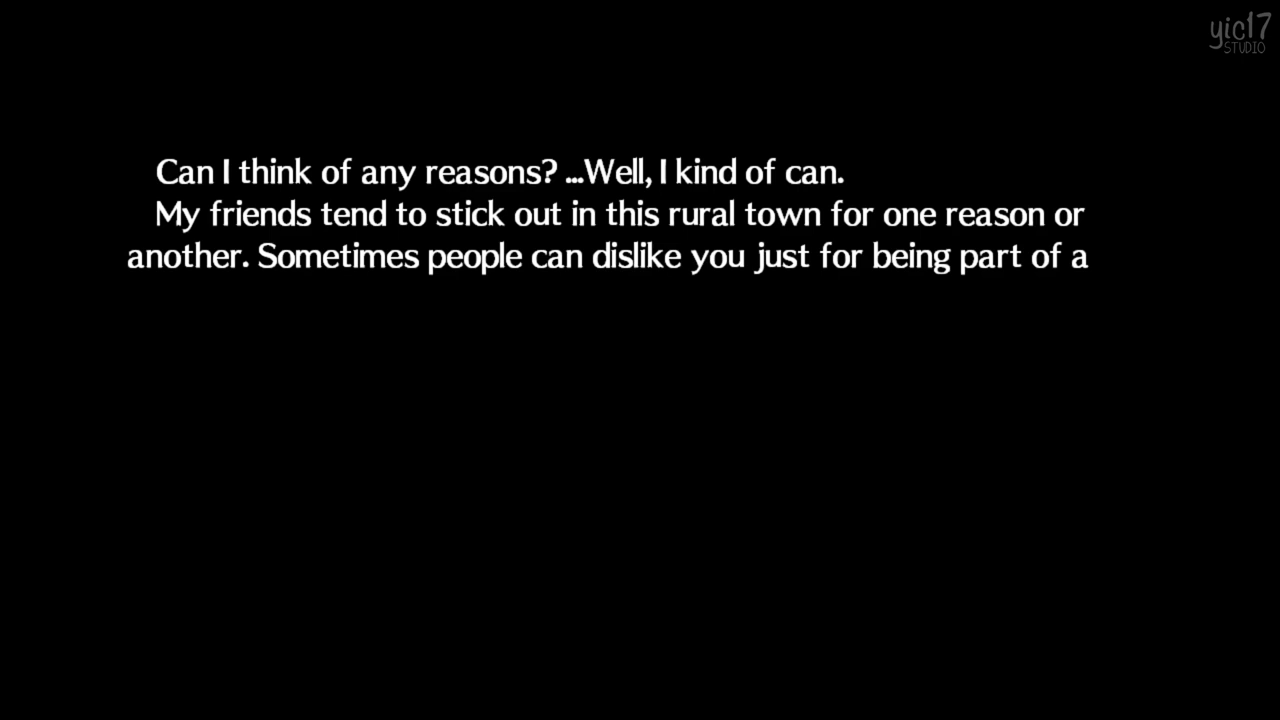 yic17
STUDIO
Can I think of any reasons? ...Well, I kind of can.
My friends tend to stick out in this rural town for one reason or
another. Sometimes people can dislike you just for being part of a